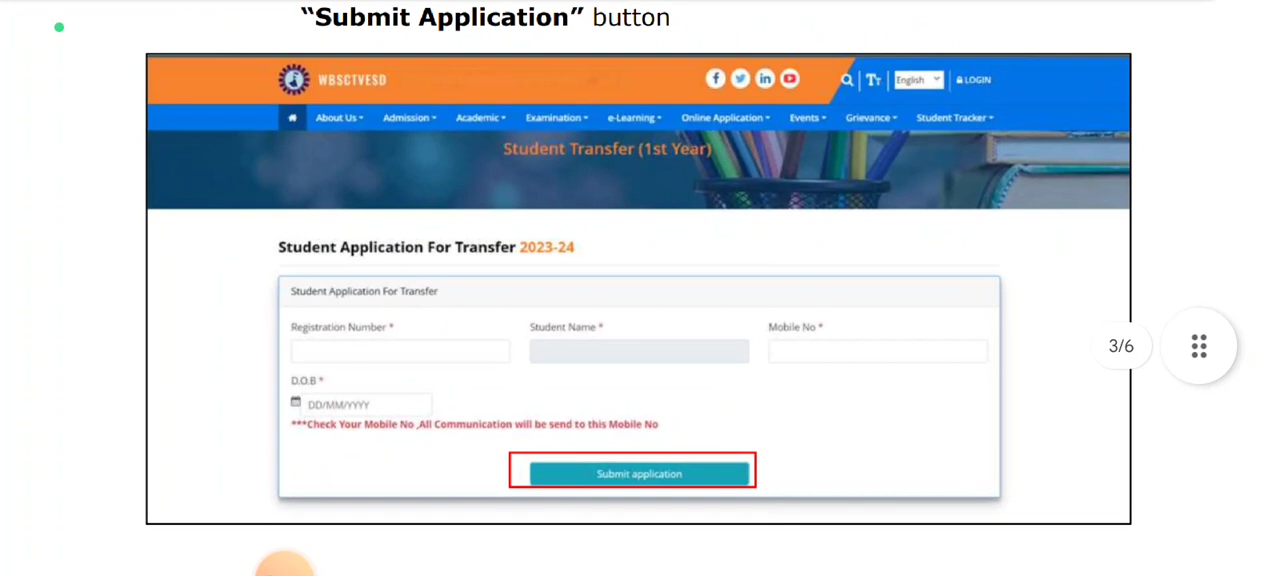 “Submit Application” button
WBSCTVESD
English
LOGIN
About Us
Admission
Academic
Examination
e-Learning
Online Application
Events
Grievance
Student Tracker
Student Transfer (1st Year)
Student Application For Transfer 2023-24
Student Application For Transfer
Registration Number *
Student Name *
Mobile No *
3/6
D.O.B *
DD/MM/YYYY
***Check Your Mobile No ,All Communication will be send to this Mobile No
Submit application